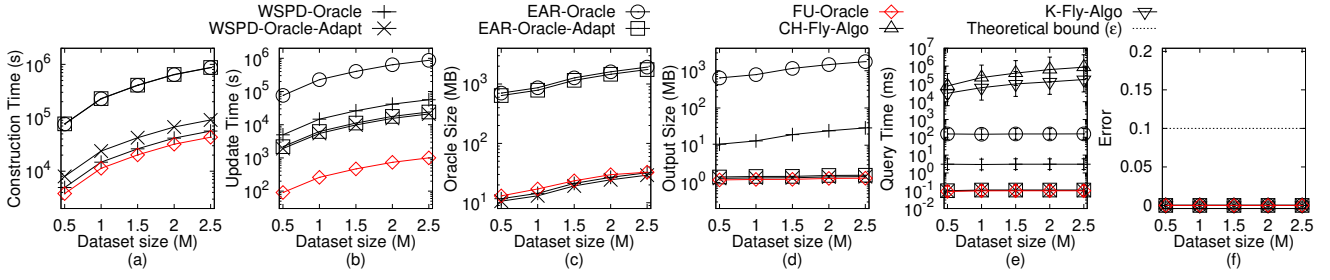 WSPD-Oracle
WSPD-Oracle-Adapt
EAR-Oracle
EAR-Oracle-Adapt
FU-Oracle
CH-Fly-Algo
K-Fly-Algo
Theoretical bound (ε)
Construction Time (s)
10^6
10^5
10^4
0.5 1 1.5 2 2.5
Dataset size (M)
(a)
Update Time (s)
10^6
10^5
10^4
10^3
10^2
0.5 1 1.5 2 2.5
Dataset size (M)
(b)
Oracle Size (MB)
10^3
10^2
10^1
0.5 1 1.5 2 2.5
Dataset size (M)
(c)
Output Size (MB)
10^3
10^2
10^1
10^0
0.5 1 1.5 2 2.5
Dataset size (M)
(d)
Query Time (ms)
10^7
10^6
10^5
10^4
10^3
10^2
10^1
10^0
10^-1
10^-2
0.5 1 1.5 2 2.5
Dataset size (M)
(e)
Error
0.2
0.15
0.1
0.05
0
0.5 1 1.5 2 2.5
Dataset size (M)
(f)